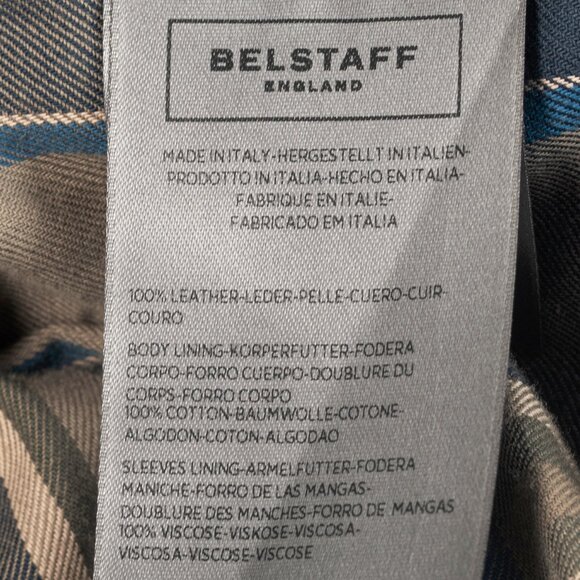 BELSTAFF
ENGLAND
MADE IN ITALY-HERGESTELLT IN ITALIEN-
PRODOTTO IN ITALIA-HECHO EN ITALIA-
FABRIQUE EN ITALIE-
FABRICADO EM ITALIA
100% LEATHER-LEDER-PELLE-CUERO-CUIR-
COURO
BODY LINING-KORPERFUTTER-FODERA
CORPO-FORRO CUERPO-DOUBLURE DU
CORPS-FORRO CORPO
100% COTTON-BAUMWOLLE-COTONE-
ALGODON-COTON-ALGODAO
SLEEVES LINING-ARMELFUTTER-FODERA
MANICHE-FORRO DE LAS MANGAS-
DOUBLURE DES MANCHES-FORRO DE MANGAS
100% VISCOSE-VISKOSE-VISCOSA-
VISCOSA-VISCOSE-VISCOSE